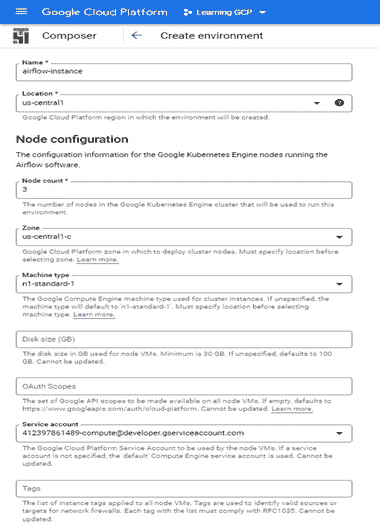 Google Cloud Platform
Learning GCP
Composer
Create environment
Name *
airflow-instance
Location *
us-central1
Google Cloud Platform region in which the environment will be created.
Node configuration
The configuration information for the Google Kubernetes Engine nodes running the
Airflow software.
Node count *
3
The number of nodes in the Google Kubernetes Engine cluster that will be used to run this
environment.
Zone
us-central1-c
Google Cloud Platform zone in which to deploy cluster nodes. Must specify location before
selecting zone. Learn more.
Machine type
n1-standard-1
The Google Compute Engine machine type used for cluster instances. If unspecified, the
machine type will default to 'n1-standard-1'. Must specify location before selecting
machine type. Learn more.
Disk size (GB)
The disk size in GB used for node VMs. Minimum is 30 GB. If unspecified, defaults to 100
GB. Cannot be updated.
OAuth Scopes
The set of Google API scopes to be made available on all node VMs. If empty, defaults to
https://www.googleapis.com/auth/cloud-platform. Cannot be updated. Learn more.
Service account
412397861489-compute@developer.gserviceaccount.com
The Google Cloud Platform Service Account to be used by the node VMs. If a service
account is not specified, the 'default' Compute Engine service account is used. Cannot be
updated.
Tags
The list of instance tags applied to all node VMs. Tags are used to identify valid sources or
targets for network firewalls. Each tag within the list must comply with RFC1035. Cannot be
updated.